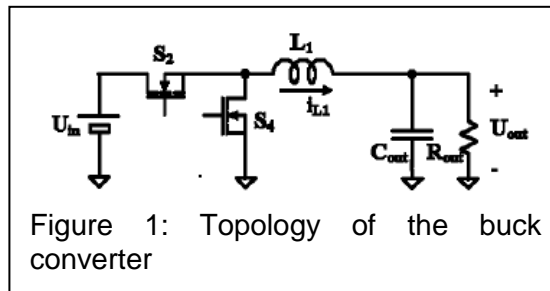 S2
L1
iL1
S4
Uin
Cout
Rout
+
Uout
-
Figure 1: Topology of the buck
converter